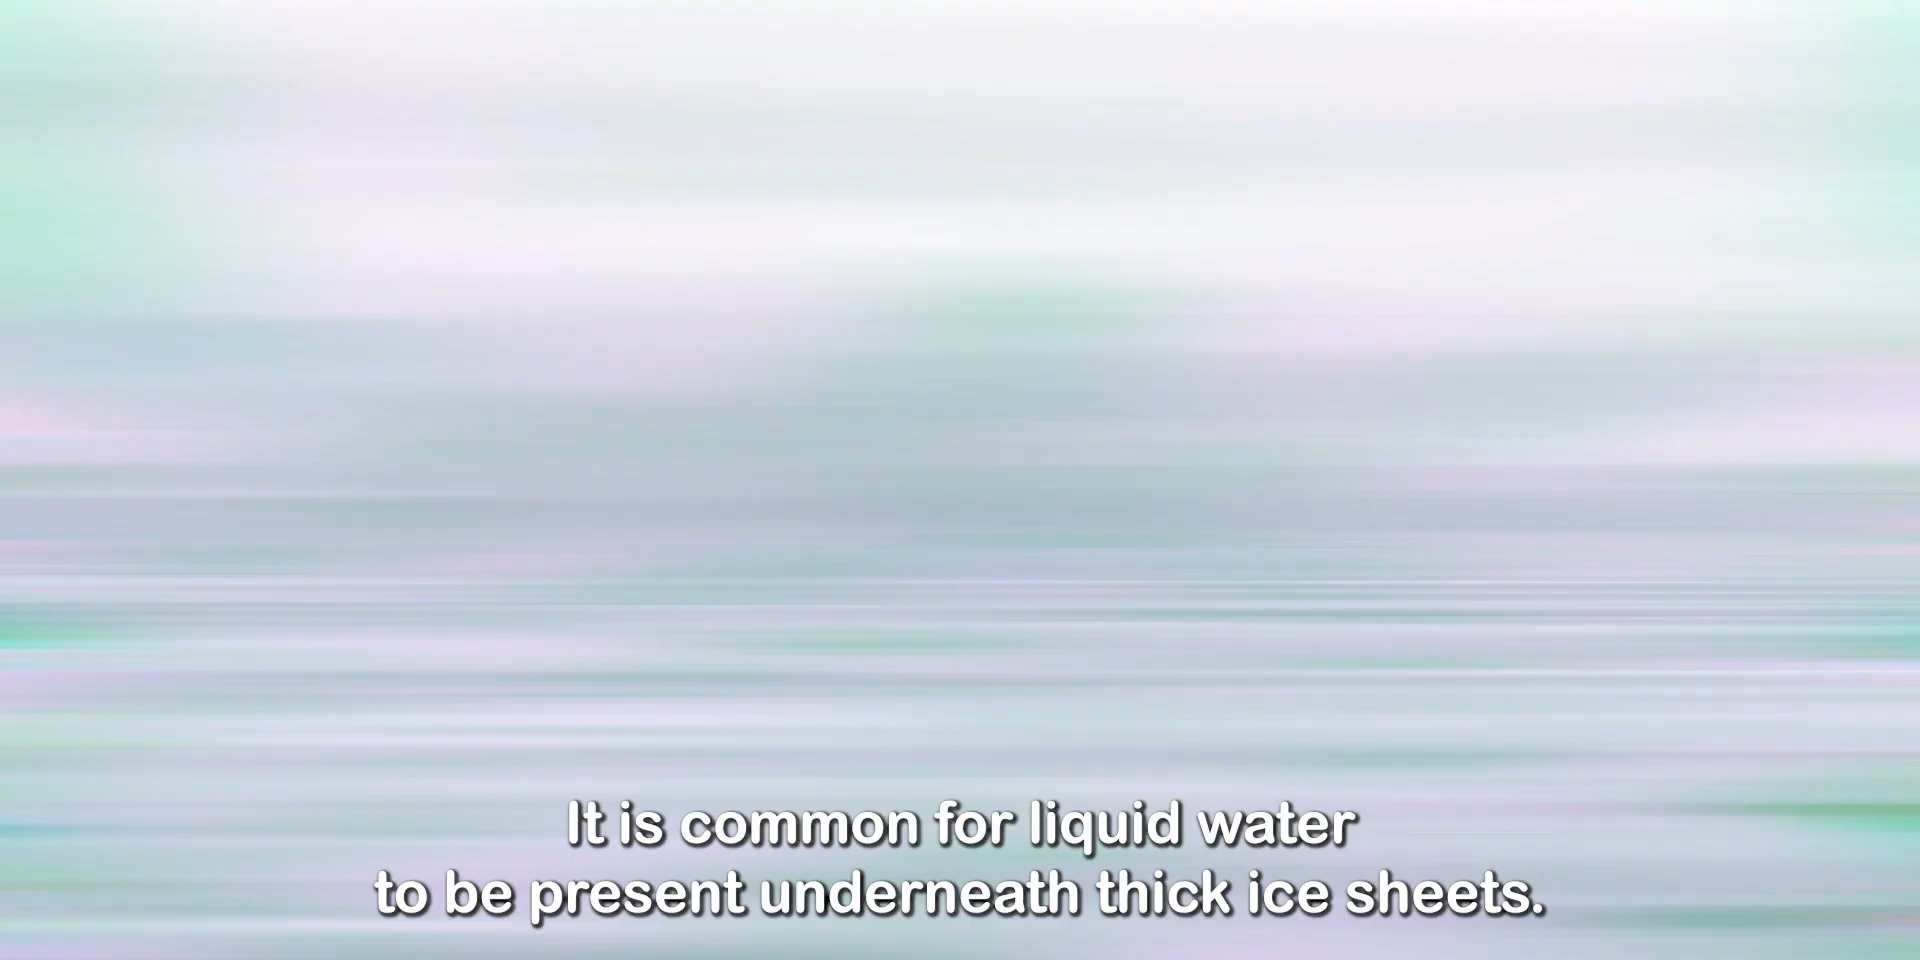 It is common for liquid water
to be present underneath thick ice sheets.